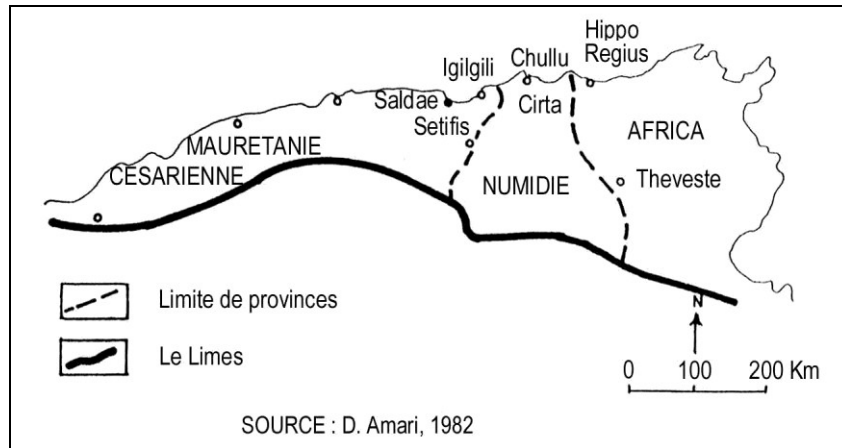 Hippo
Regius
Chullu
Igilgili
Saldae
Cirta
Setifis
AFRICA
MAURETANIE
CESARIENNE
NUMIDIE
Theveste
Limite de provinces
Le Limes
N
0 100 200 Km
SOURCE : D. Amari, 1982